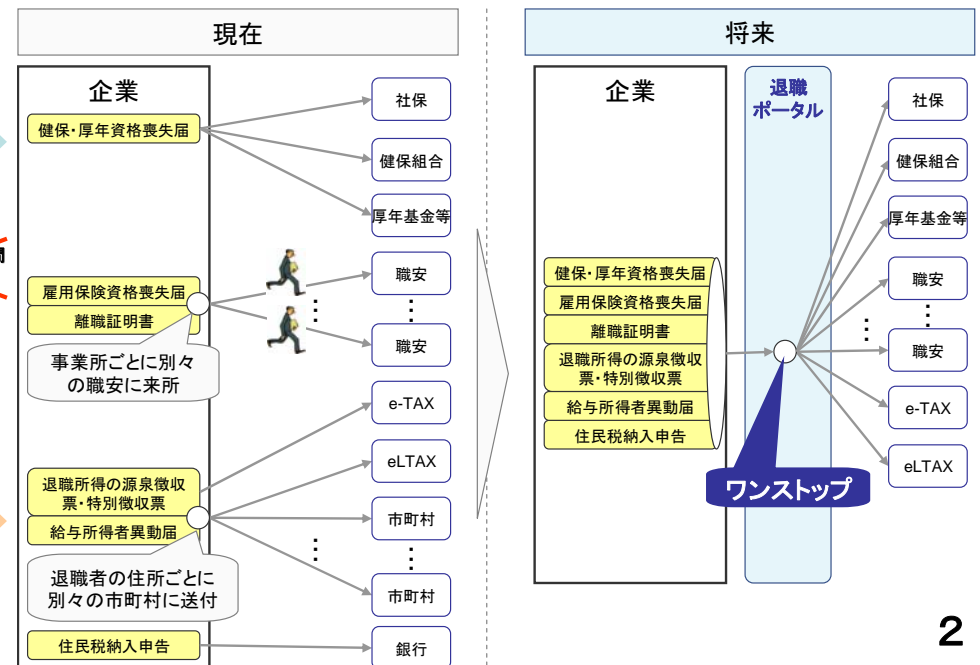 現在
企業
健保・厚年資格喪失届
雇用保険資格喪失届
離職証明書
事業所ごとに別々
の職安に来所
退職所得の源泉徴収
票・特別徴収票
給与所得者異動届
退職者の住所ごとに
別々の市町村に送付
住民税納入申告
社保
健保組合
厚年基金等
職安
職安
e-TAX
eLTAX
市町村
市町村
銀行
将来
企業
健保・厚年資格喪失届
雇用保険資格喪失届
離職証明書
退職所得の源泉徴収
票・特別徴収票
給与所得者異動届
住民税納入申告
退職
ポータル
ワンストップ
社保
健保組合
厚年基金等
職安
職安
e-TAX
eLTAX
2